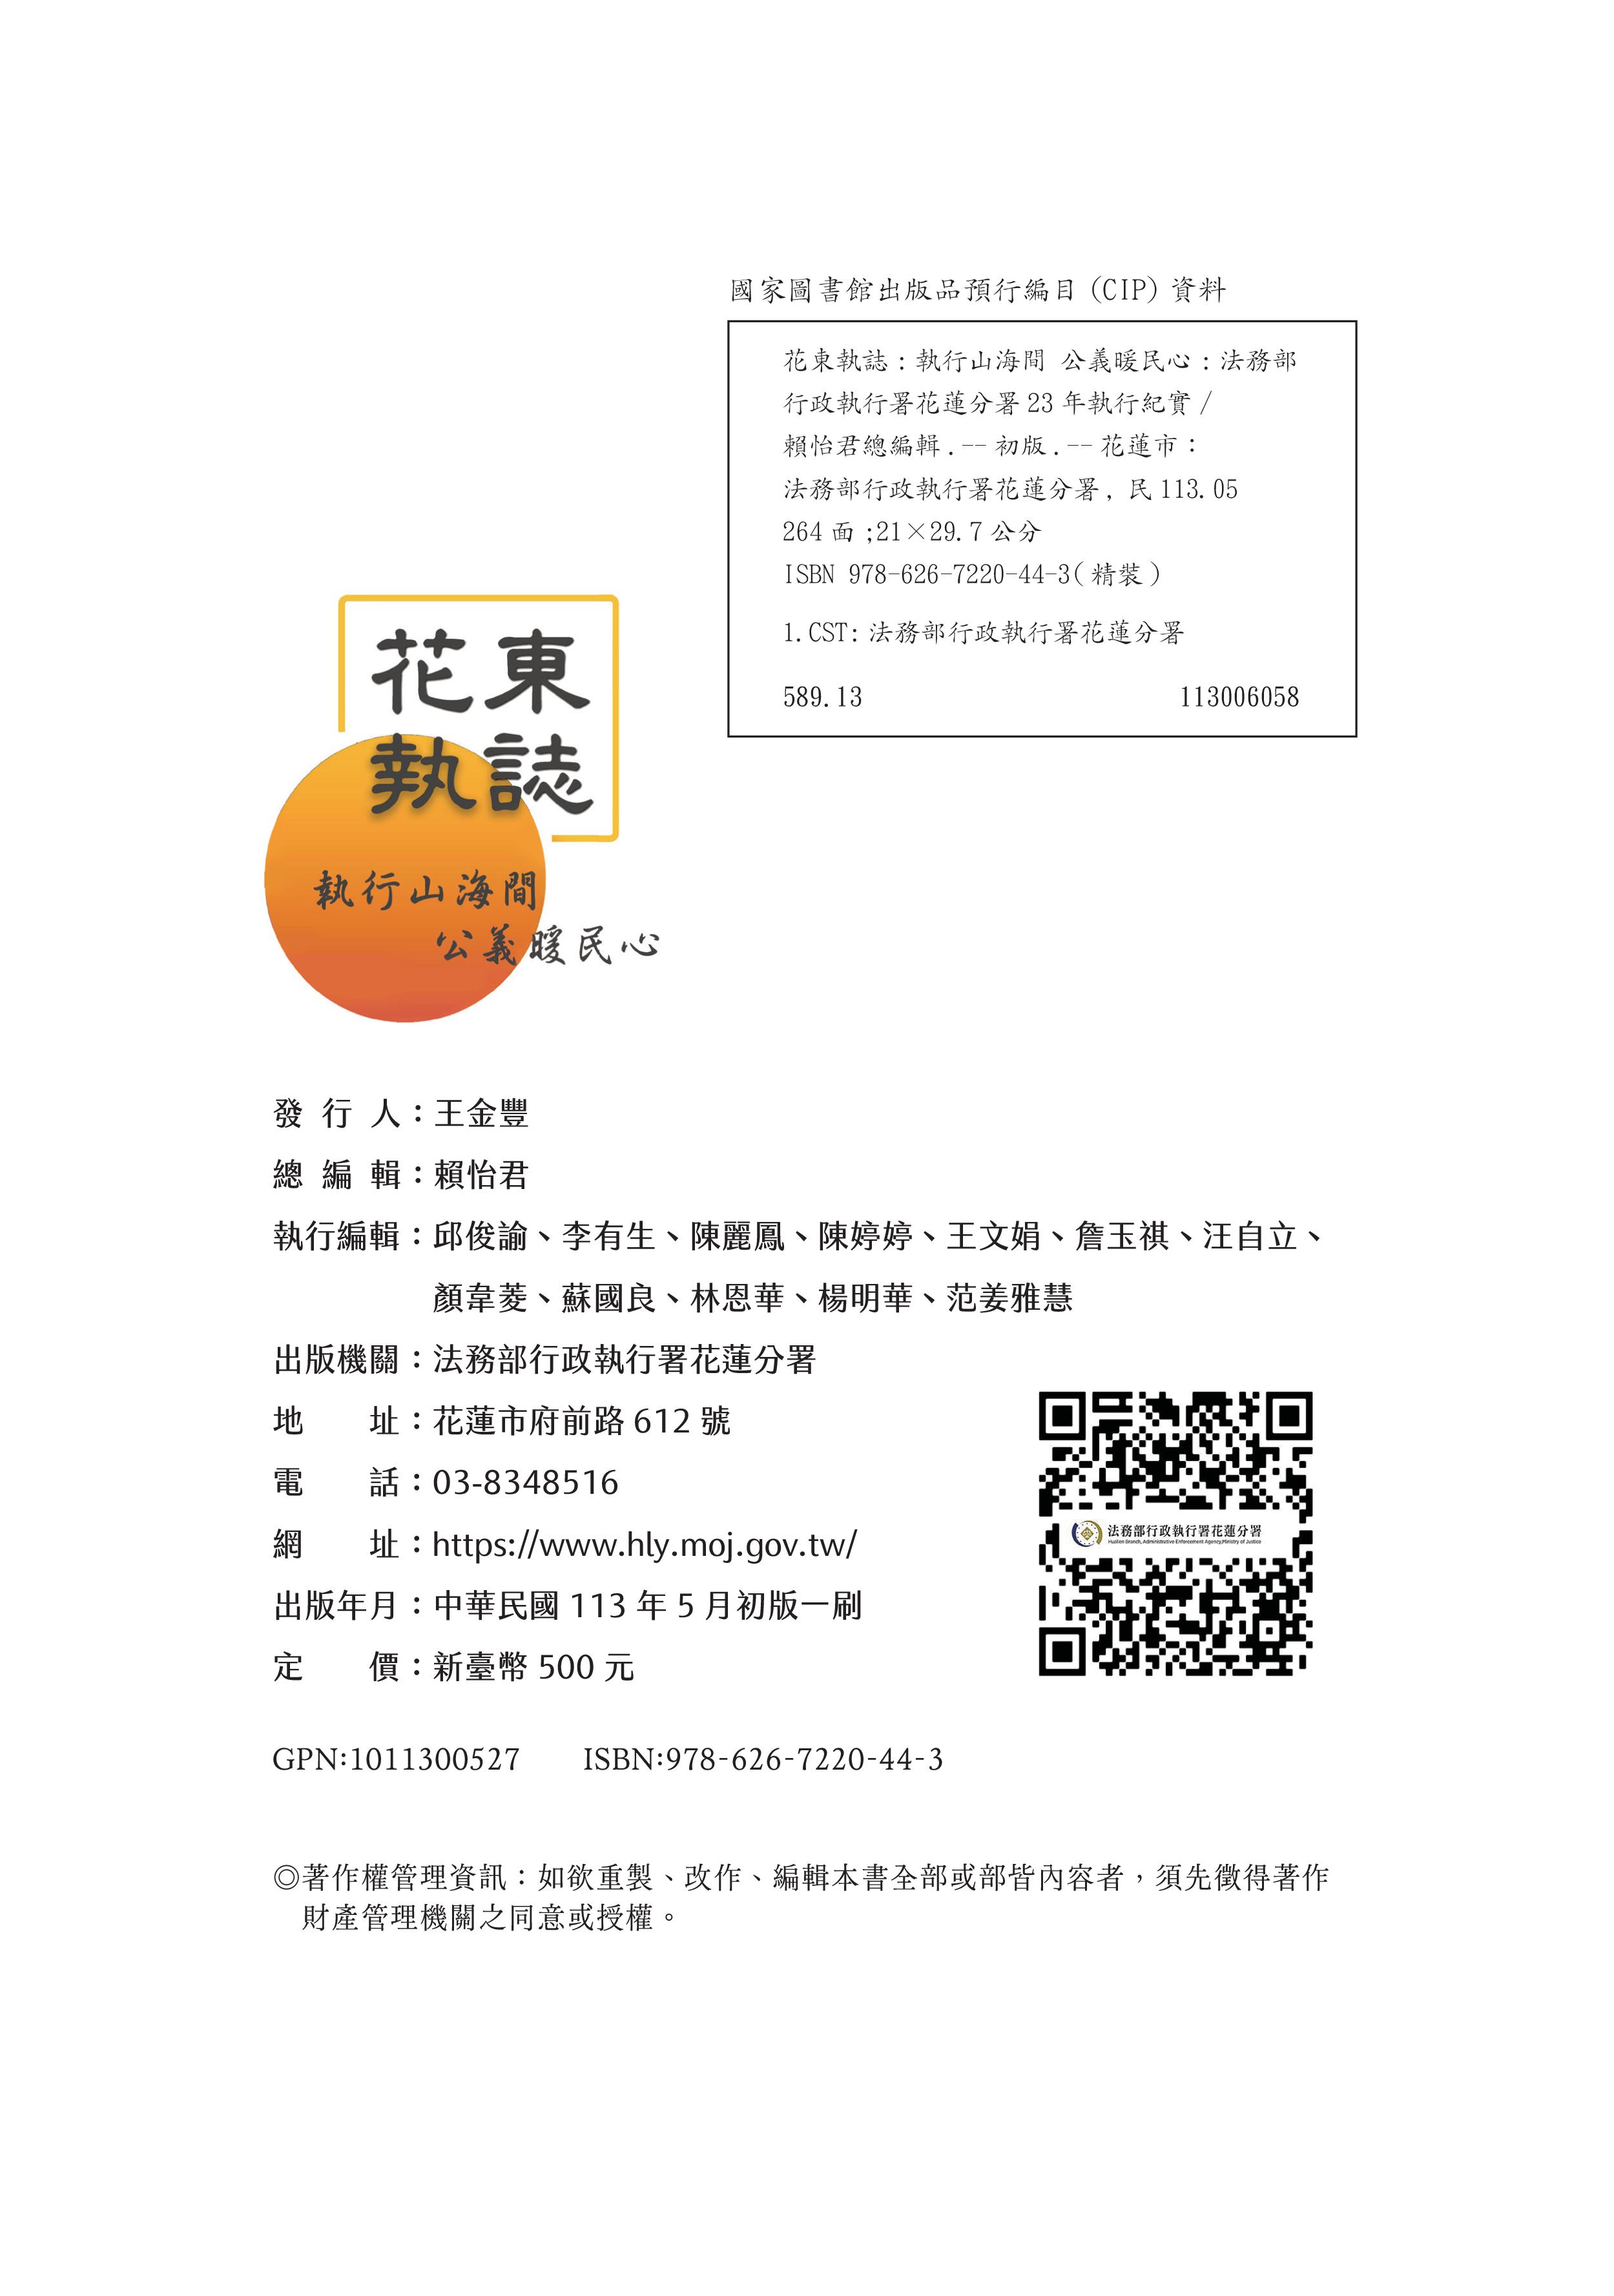 國家圖書館出版品預行編目(CIP)資料
花東執誌:執行山海間 公義暖民心:法務部
行政執行署花蓮分署23年執行紀實/
賴怡君總編輯.--初版.--花蓮市:
法務部行政執行署花蓮分署, 民113.05
264面;21×29.7公分
ISBN 978-626-7220-44-3(精裝)
1.CST:法務部行政執行署花蓮分署
589.13 113006058
花東
執誌
執行山海間
公義暖民心
發行人：王金豐
總編輯：賴怡君
執行編輯：邱俊諭、李有生、陳麗鳳、陳婷婷、王文娟、詹玉祺、汪自立、
顏韋菱、蘇國良、林恩華、楊明華、范姜雅慧
出版機關：法務部行政執行署花蓮分署
地址：花蓮市府前路612號
電話：03-8348516
網址：https://www.hly.moj.gov.tw/
出版年月：中華民國113年5月初版一刷
定價：新臺幣500元
法務部行政執行署花蓮分署
Hualien Branch, Administrative Enforcement Agency,Ministry of Justice
GPN:1011300527 ISBN:978-626-7220-44-3
◎著作權管理資訊：如欲重製、改作、編輯本書全部或部皆內容者，須先徵得著作
財產管理機關之同意或授權。